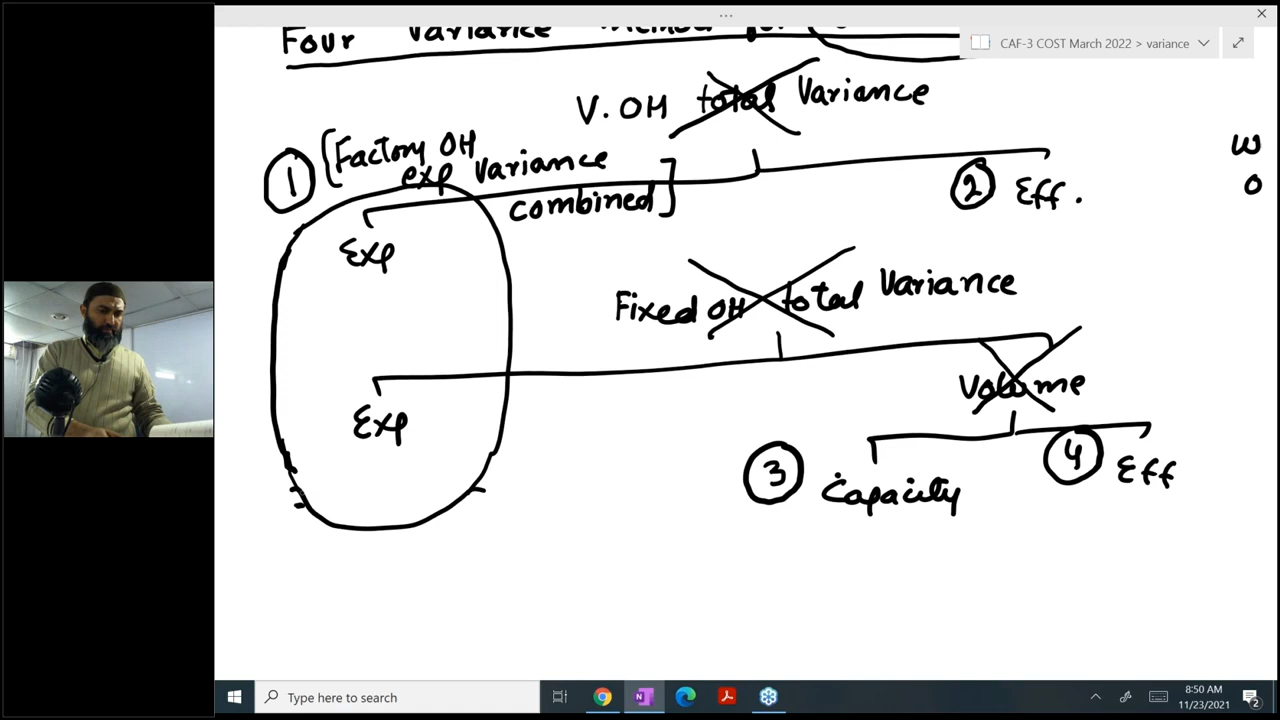 ...
CAF-3 COST March 2022 > variance
Four Variance Method
V.OH total Variance
1 [Factory OH
exp Variance
combined]
W
O
Exp
2 Eff.
Fixed OH total Variance
Exp
Volume
3 Capacity
4 Eff
Type here to search
8:50 AM
11/23/2021
2